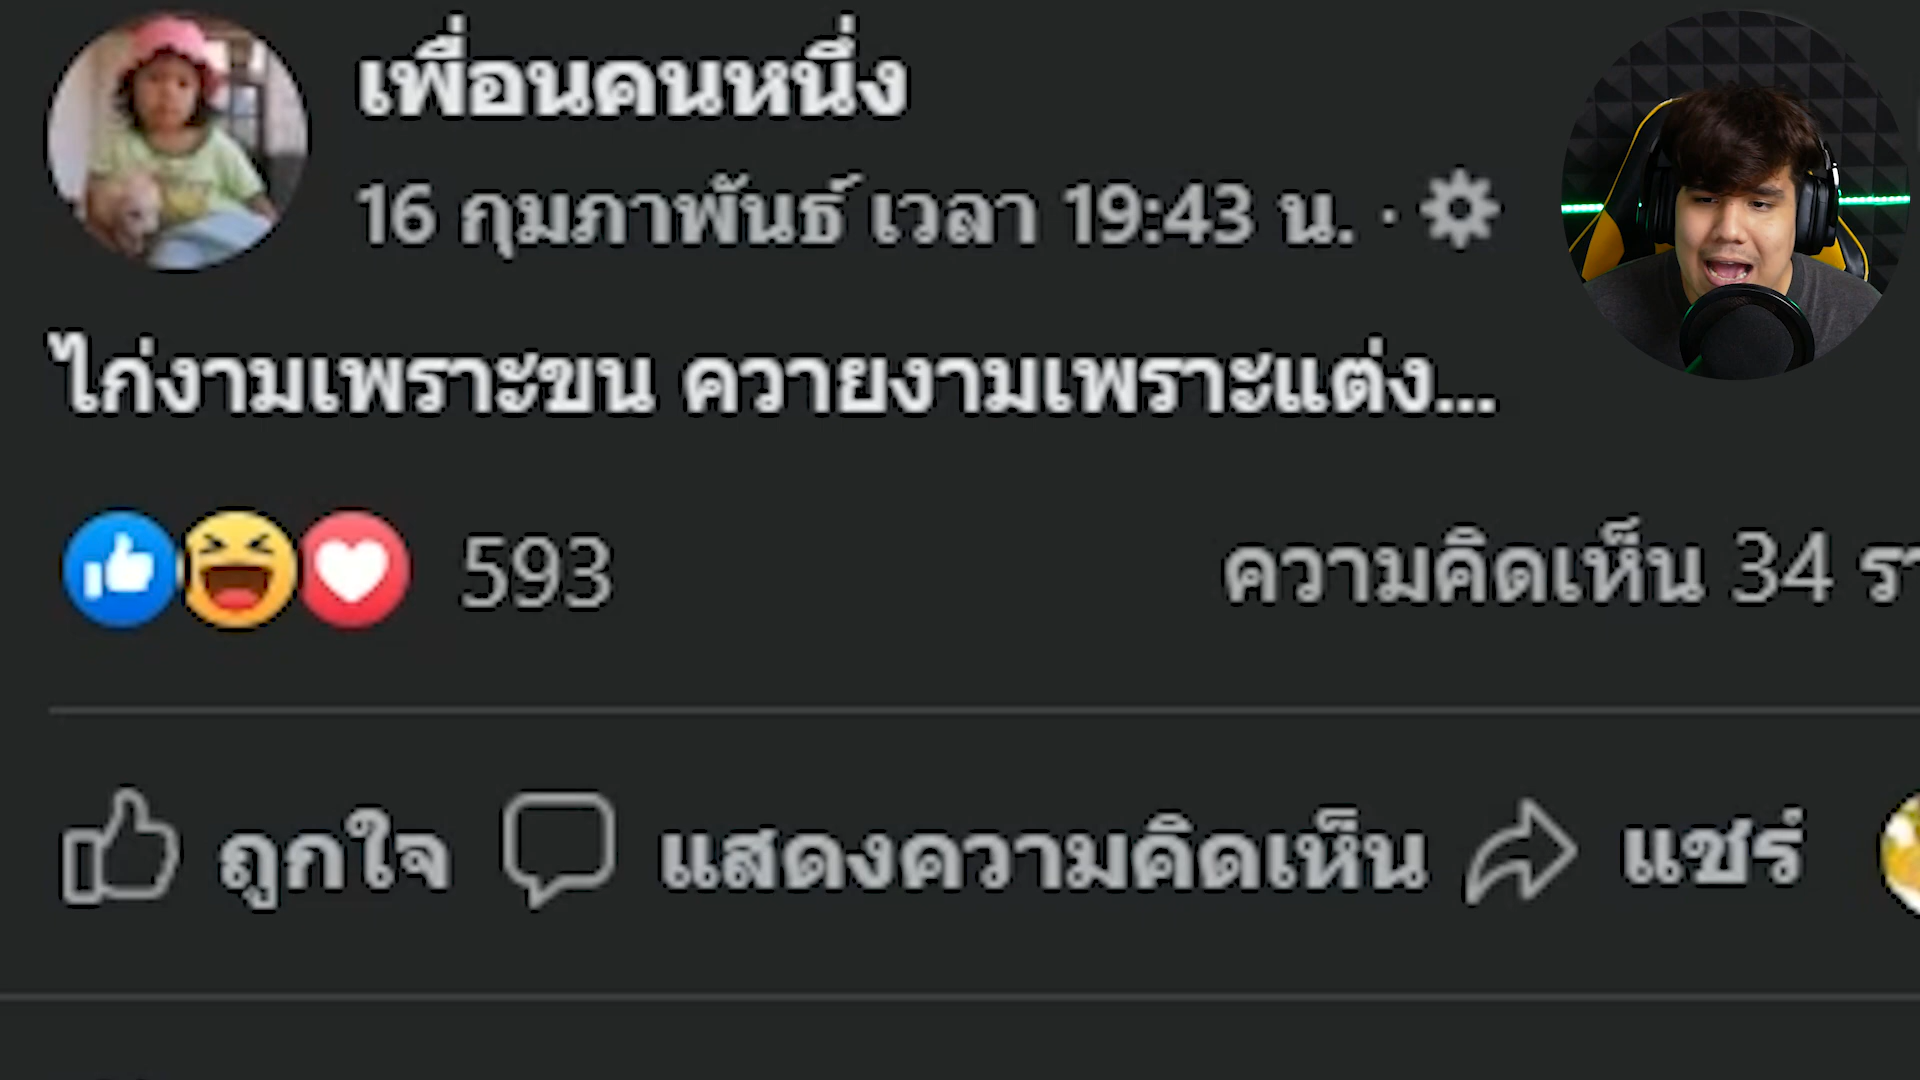 เพื่อนคนหนึ่ง
16 กุมภาพันธ์ เวลา 19:43 น. ·
ไก่งามเพราะขน ควายงามเพราะแต่ง...
593 ความคิดเห็น 34 รา
ถูกใจ แสดงความคิดเห็น แชร์